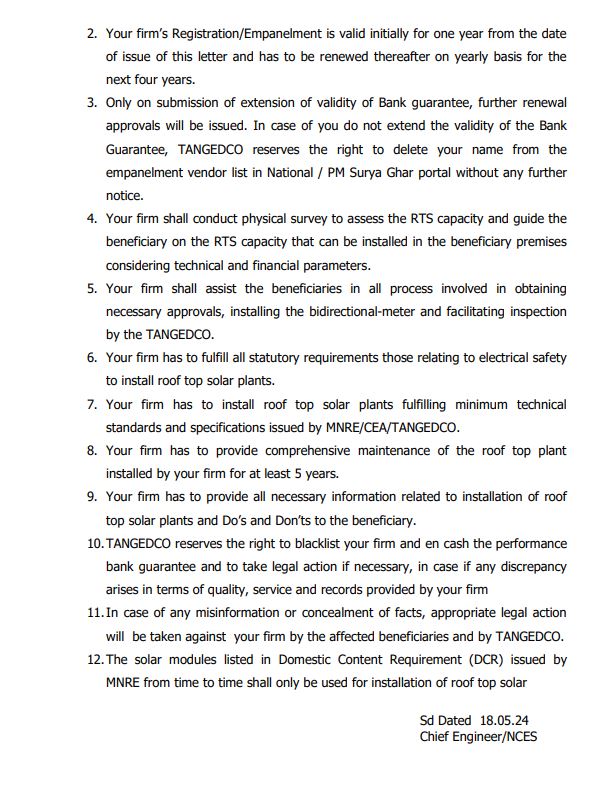 2. Your firm's Registration/Empanelment is valid initially for one year from the date
of issue of this letter and has to be renewed thereafter on yearly basis for the
next four years.
3. Only on submission of extension of validity of Bank guarantee, further renewal
approvals will be issued. In case of you do not extend the validity of the Bank
Guarantee, TANGEDCO reserves the right to delete your name from the
empanelment vendor list in National / PM Surya Ghar portal without any further
notice.
4. Your firm shall conduct physical survey to assess the RTS capacity and guide the
beneficiary on the RTS capacity that can be installed in the beneficiary premises
considering technical and financial parameters.
5. Your firm shall assist the beneficiaries in all process involved in obtaining
necessary approvals, installing the bidirectional-meter and facilitating inspection
by the TANGEDCO.
6. Your firm has to fulfill all statutory requirements those relating to electrical safety
to install roof top solar plants.
7. Your firm has to install roof top solar plants fulfilling minimum technical
standards and specifications issued by MNRE/CEA/TANGEDCO.
8. Your firm has to provide comprehensive maintenance of the roof top plant
installed by your firm for at least 5 years.
9. Your firm has to provide all necessary information related to installation of roof
top solar plants and Do's and Don'ts to the beneficiary.
10. TANGEDCO reserves the right to blacklist your firm and en cash the performance
bank guarantee and to take legal action if necessary, in case if any discrepancy
arises in terms of quality, service and records provided by your firm
11. In case of any misinformation or concealment of facts, appropriate legal action
will be taken against your firm by the affected beneficiaries and by TANGEDCO.
12. The solar modules listed in Domestic Content Requirement (DCR) issued by
MNRE from time to time shall only be used for installation of roof top solar
Sd Dated 18.05.24
Chief Engineer/NCES